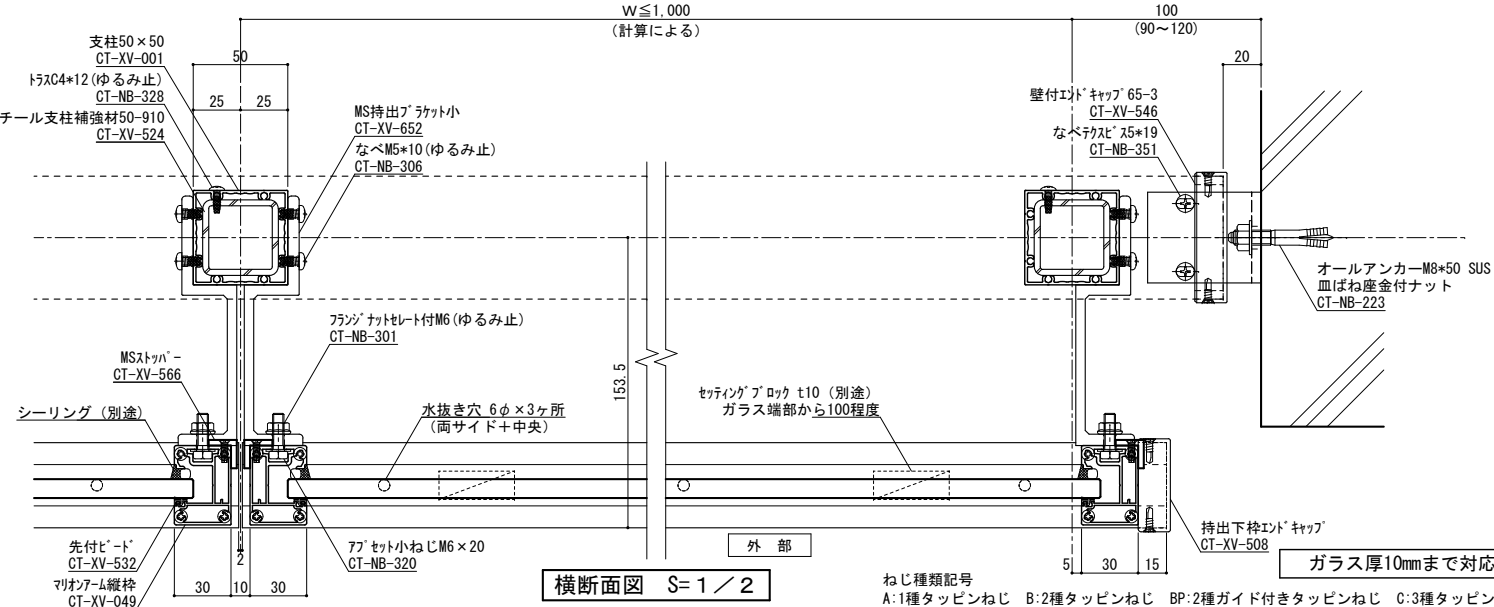 W≦1,000
(計算による)
100
(90～120)
20
支柱50×50
CT-XV-001
50
25
25
ﾄﾗｽC4*12(ゆるみ止)
CT-NB-328
チール支柱補強材50-910
CT-XV-524
MS持出ﾌﾞﾗｹｯﾄ小
CT-XV-652
なべM5*10(ゆるみ止)
CT-NB-306
壁付ｴﾝﾄﾞｷｬｯﾌﾟ65-3
CT-XV-546
なべﾃｸｽﾋﾞｽ5*19
CT-NB-351
オールアンカーM8*50 SUS
皿ばね座金付ナット
CT-NB-223
ﾌﾗﾝｼﾞﾅｯﾄｾﾚｰﾄ付M6(ゆるみ止)
CT-NB-301
MSｽﾄｯﾊﾟｰ
CT-XV-566
153.5
シーリング（別途）
水抜き穴 6φ×3ヶ所
(両サイド+中央)
ｾｯﾃｨﾝｸﾞﾌﾞﾛｯｸ t10（別途）
ガラス端部から100程度
先付ﾋﾞｰﾄﾞ
CT-XV-532
ﾏﾘｵﾝｱｰﾑ縦枠
CT-XV-049
2
30
10
30
ｱﾌﾟｾｯﾄ小ねじM6×20
CT-NB-320
外 部
横断面図 S=１／２
5
30
15
持出下枠ｴﾝﾄﾞｷｬｯﾌﾟ
CT-XV-508
ガラス厚10mmまで対応
ねじ種類記号
A:1種タッピンねじ B:2種タッピンねじ BP:2種ガイド付きタッピンねじ C:3種タッピン